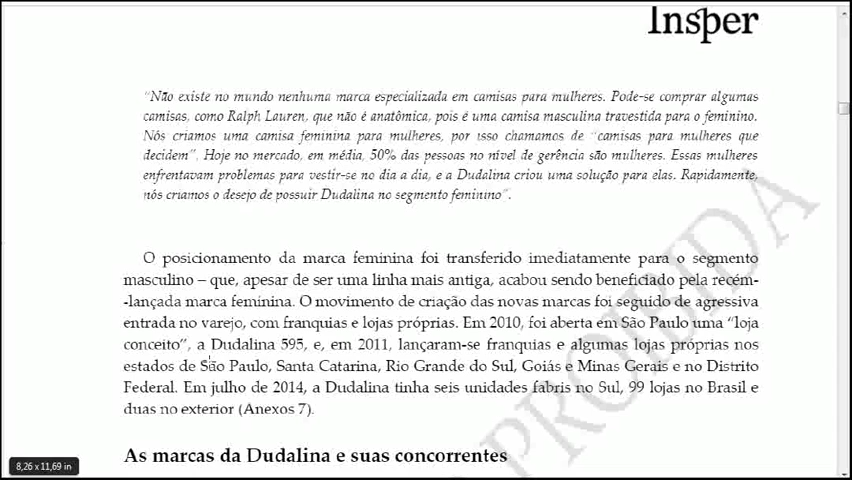 Insper
"Não existe no mundo nenhuma marca especializada em camisas para mulheres. Pode-se comprar algumas
camisas, como Ralph Lauren, que não é anatômica, pois é uma camisa masculina travestida para o feminino.
Nós criamos uma camisa feminina para mulheres, por isso chamamos de "camisas para mulheres que
decidem". Hoje no mercado, em média, 50% das pessoas no nível de gerência são mulheres. Essas mulheres
enfrentavam problemas para vestir-se no dia a dia, e a Dudalina criou uma solução para elas. Rapidamente,
nós criamos o desejo de possuir Dudalina no segmento feminino".
O posicionamento da marca feminina foi transferido imediatamente para o segmento
masculino – que, apesar de ser uma linha mais antiga, acabou sendo beneficiado pela recém-
-lançada marca feminina. O movimento de criação das novas marcas foi seguido de agressiva
entrada no varejo, com franquias e lojas próprias. Em 2010, foi aberta em São Paulo uma "loja
conceito", a Dudalina 595, e, em 2011, lançaram-se franquias e algumas lojas próprias nos
estados de São Paulo, Santa Catarina, Rio Grande do Sul, Goiás e Minas Gerais e no Distrito
Federal. Em julho de 2014, a Dudalina tinha seis unidades fabris no Sul, 99 lojas no Brasil e
duas no exterior (Anexos 7).
As marcas da Dudalina e suas concorrentes
8,26 x 11,69 in
PROIBIDA